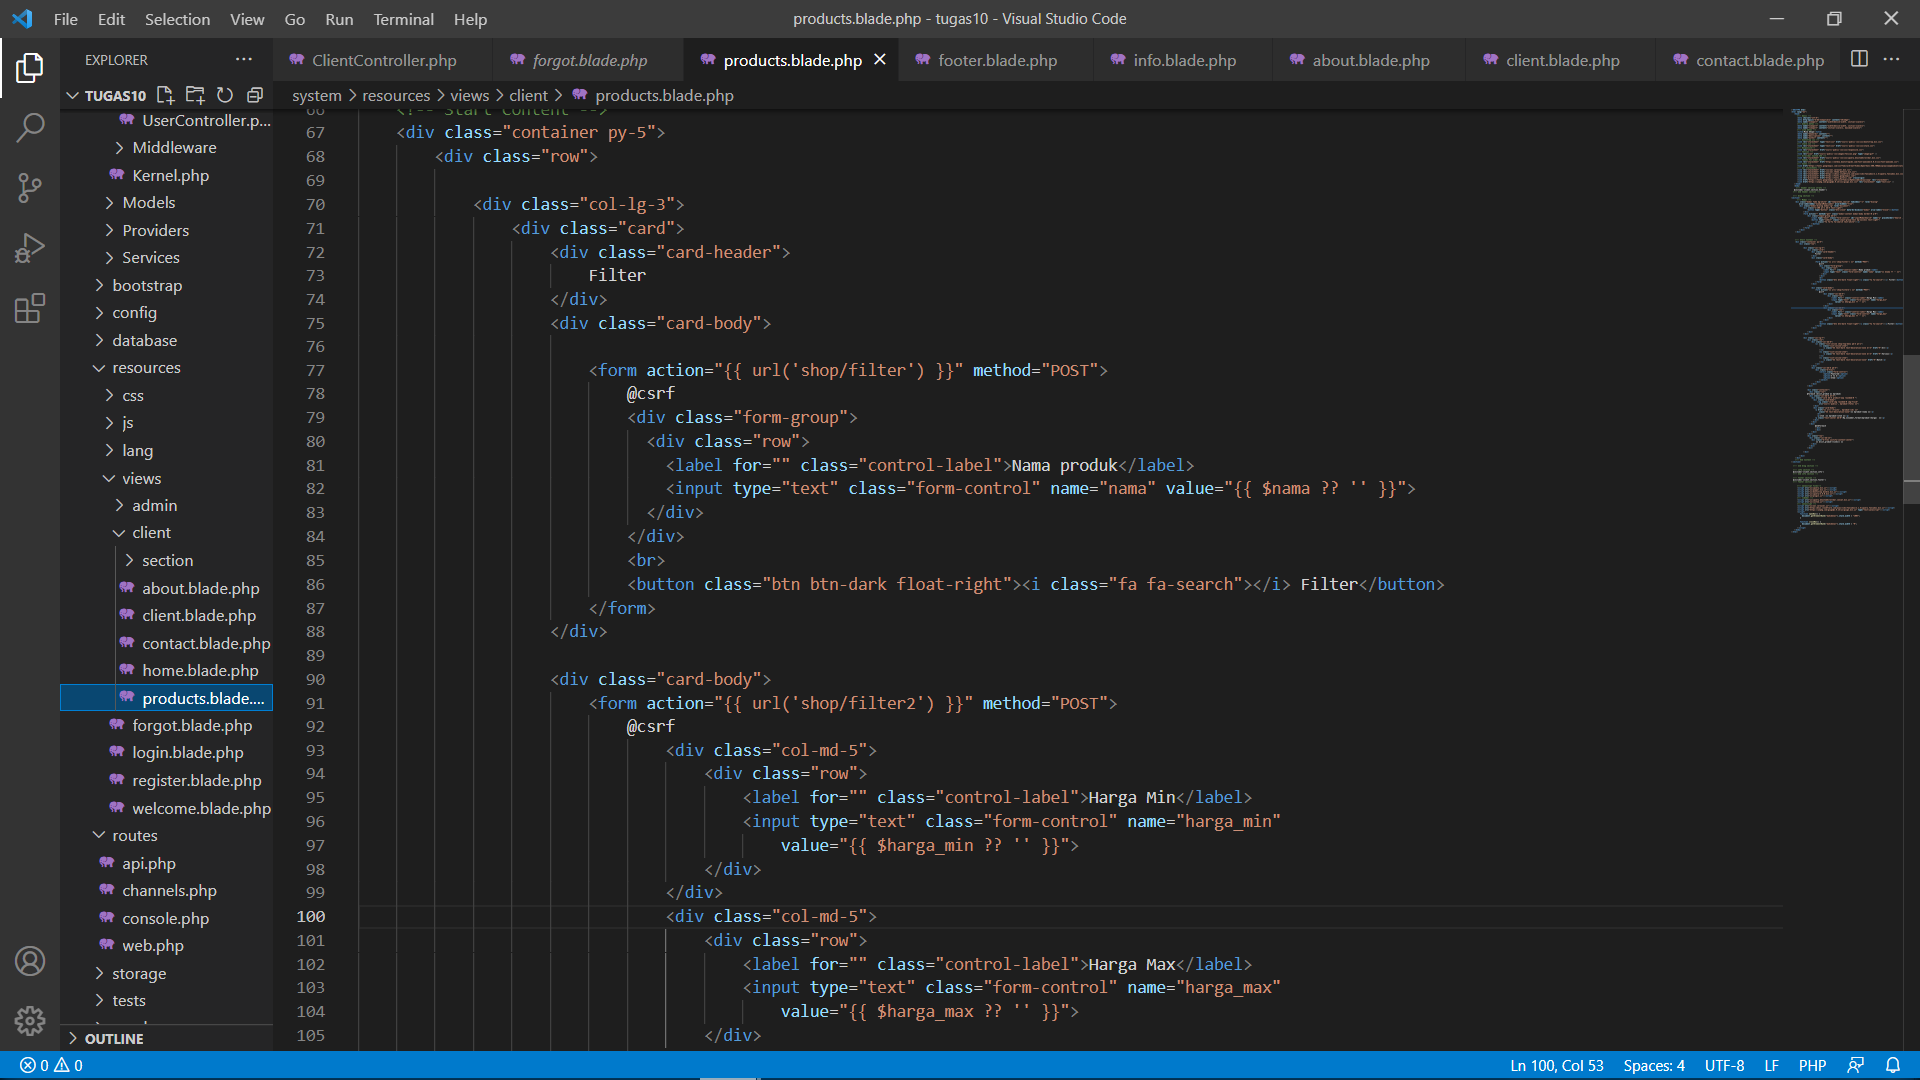 File Edit Selection View Go Run Terminal Help
products.blade.php - tugas10 - Visual Studio Code
EXPLORER
ClientController.php
forgot.blade.php
products.blade.php
footer.blade.php
info.blade.php
about.blade.php
client.blade.php
contact.blade.php
TUGAS10
system > resources > views > client > products.blade.php
UserController.p...
Middleware
Kernel.php
Models
Providers
Services
bootstrap
config
database
resources
css
js
lang
views
admin
client
section
about.blade.php
client.blade.php
contact.blade.php
home.blade.php
products.blade....
forgot.blade.php
login.blade.php
register.blade.php
welcome.blade.php
routes
api.php
channels.php
console.php
web.php
storage
tests
OUTLINE
66 <!-- Start Content -->
67 <div class="container py-5">
68 <div class="row">
69
70 <div class="col-lg-3">
71 <div class="card">
72 <div class="card-header">
73 Filter
74 </div>
75 <div class="card-body">
76
77 <form action="{{ url('shop/filter') }}" method="POST">
78 @csrf
79 <div class="form-group">
80 <div class="row">
81 <label for="" class="control-label">Nama produk</label>
82 <input type="text" class="form-control" name="nama" value="{{ $nama ?? '' }}">
83 </div>
84 </div>
85 <br>
86 <button class="btn btn-dark float-right"><i class="fa fa-search"></i> Filter</button>
87 </form>
88 </div>
89
90 <div class="card-body">
91 <form action="{{ url('shop/filter2') }}" method="POST">
92 @csrf
93 <div class="col-md-5">
94 <div class="row">
95 <label for="" class="control-label">Harga Min</label>
96 <input type="text" class="form-control" name="harga_min"
97 value="{{ $harga_min ?? '' }}">
98 </div>
99 </div>
100 <div class="col-md-5">
101 <div class="row">
102 <label for="" class="control-label">Harga Max</label>
103 <input type="text" class="form-control" name="harga_max"
104 value="{{ $harga_max ?? '' }}">
105 </div>
0 0
Ln 100, Col 53 Spaces: 4 UTF-8 LF PHP